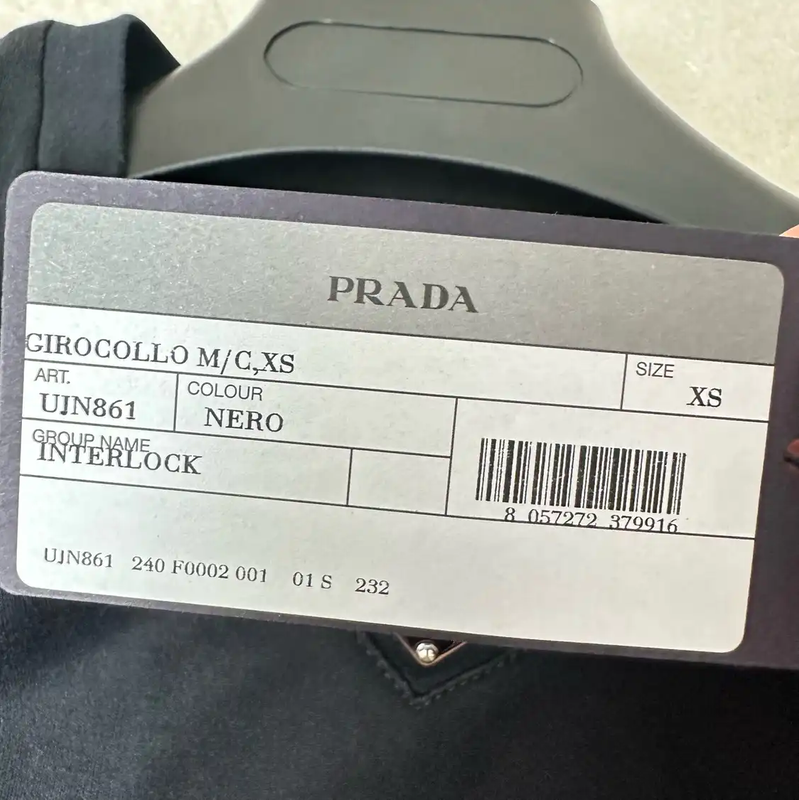 PRADA
GIROCOLLO M/C,XS
SIZE
XS
ART.
UJN861
COLOUR
NERO
GROUP NAME
INTERLOCK
8 057272 379916
UJN861 240 F0002 001 01 S 232